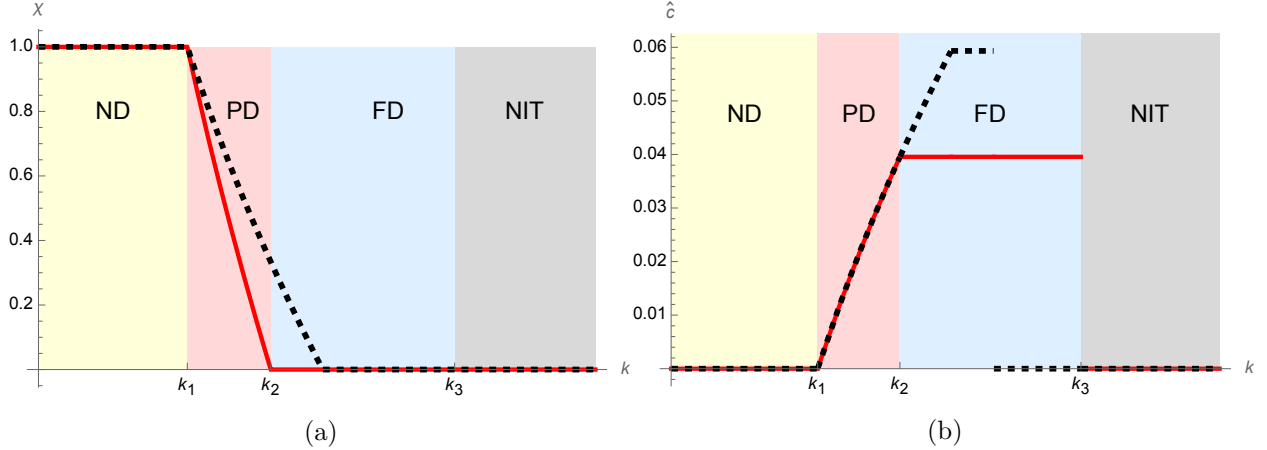 χ
1.0
0.8
0.6
0.4
0.2
ND
PD
FD
NIT
k₁
k₂
k₃
k
(a)
ĉ
0.06
0.05
0.04
0.03
0.02
0.01
ND
PD
FD
NIT
k₁
k₂
k₃
k
(b)